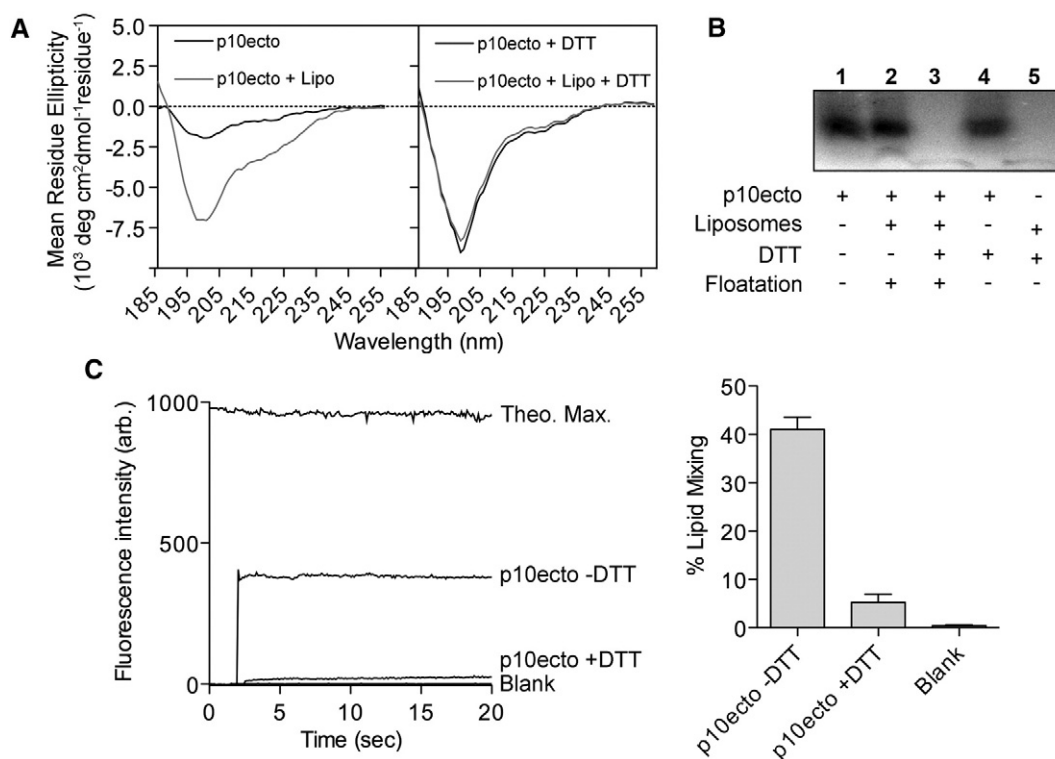 A
Mean Residue Ellipticity
(10³ deg cm²dmol⁻¹residue⁻¹)
5.0
2.5
0.0
-2.5
-5.0
-7.5
p10ecto
p10ecto + Lipo
p10ecto + DTT
p10ecto + Lipo + DTT
185 195 205 215 225 235 245 255 185 195 205 215 225 235 245 255
Wavelength (nm)
B
1 2 3 4 5
p10ecto + + + + -
Liposomes - + + - +
DTT - - + + +
Floatation - + + - -
C
Fluorescence intensity (arb.)
1000
500
0
Theo. Max.
p10ecto -DTT
p10ecto +DTT
Blank
0 5 10 15 20
Time (sec)
% Lipid Mixing
50
40
30
20
10
0
p10ecto -DTT
p10ecto +DTT
Blank